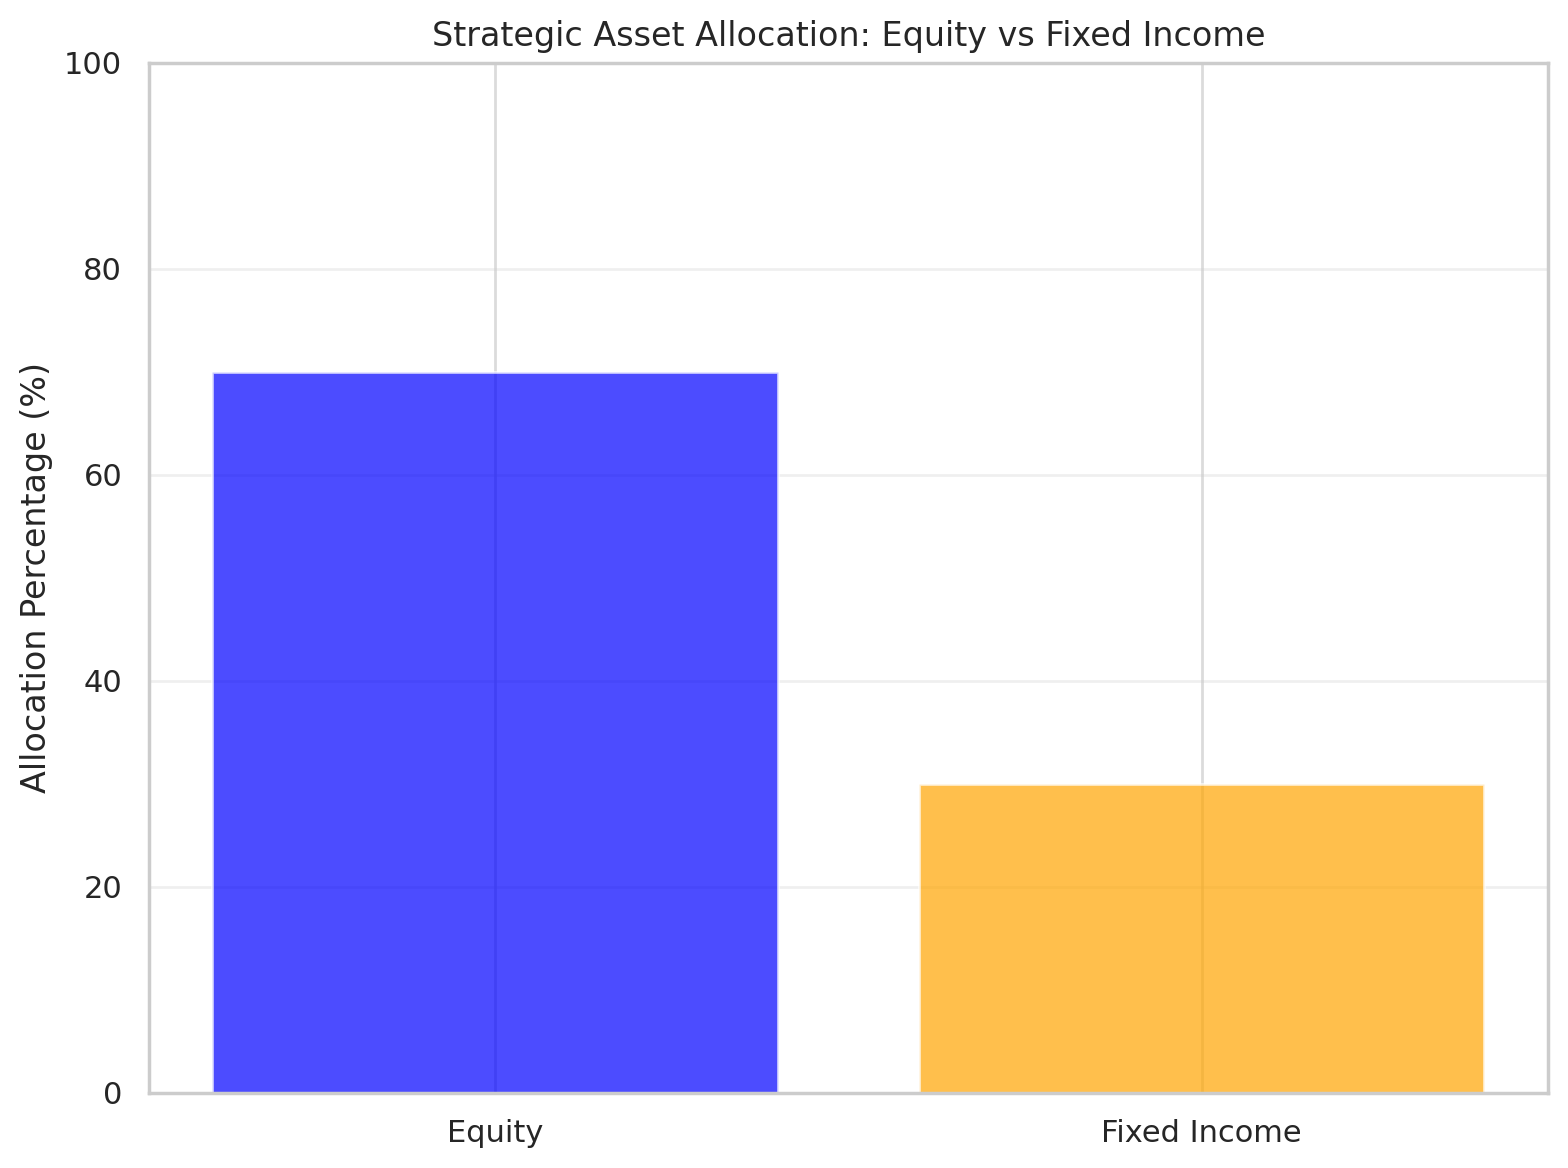 Strategic Asset Allocation: Equity vs Fixed Income
100
80
60
40
20
0
Allocation Percentage (%)
Equity
Fixed Income